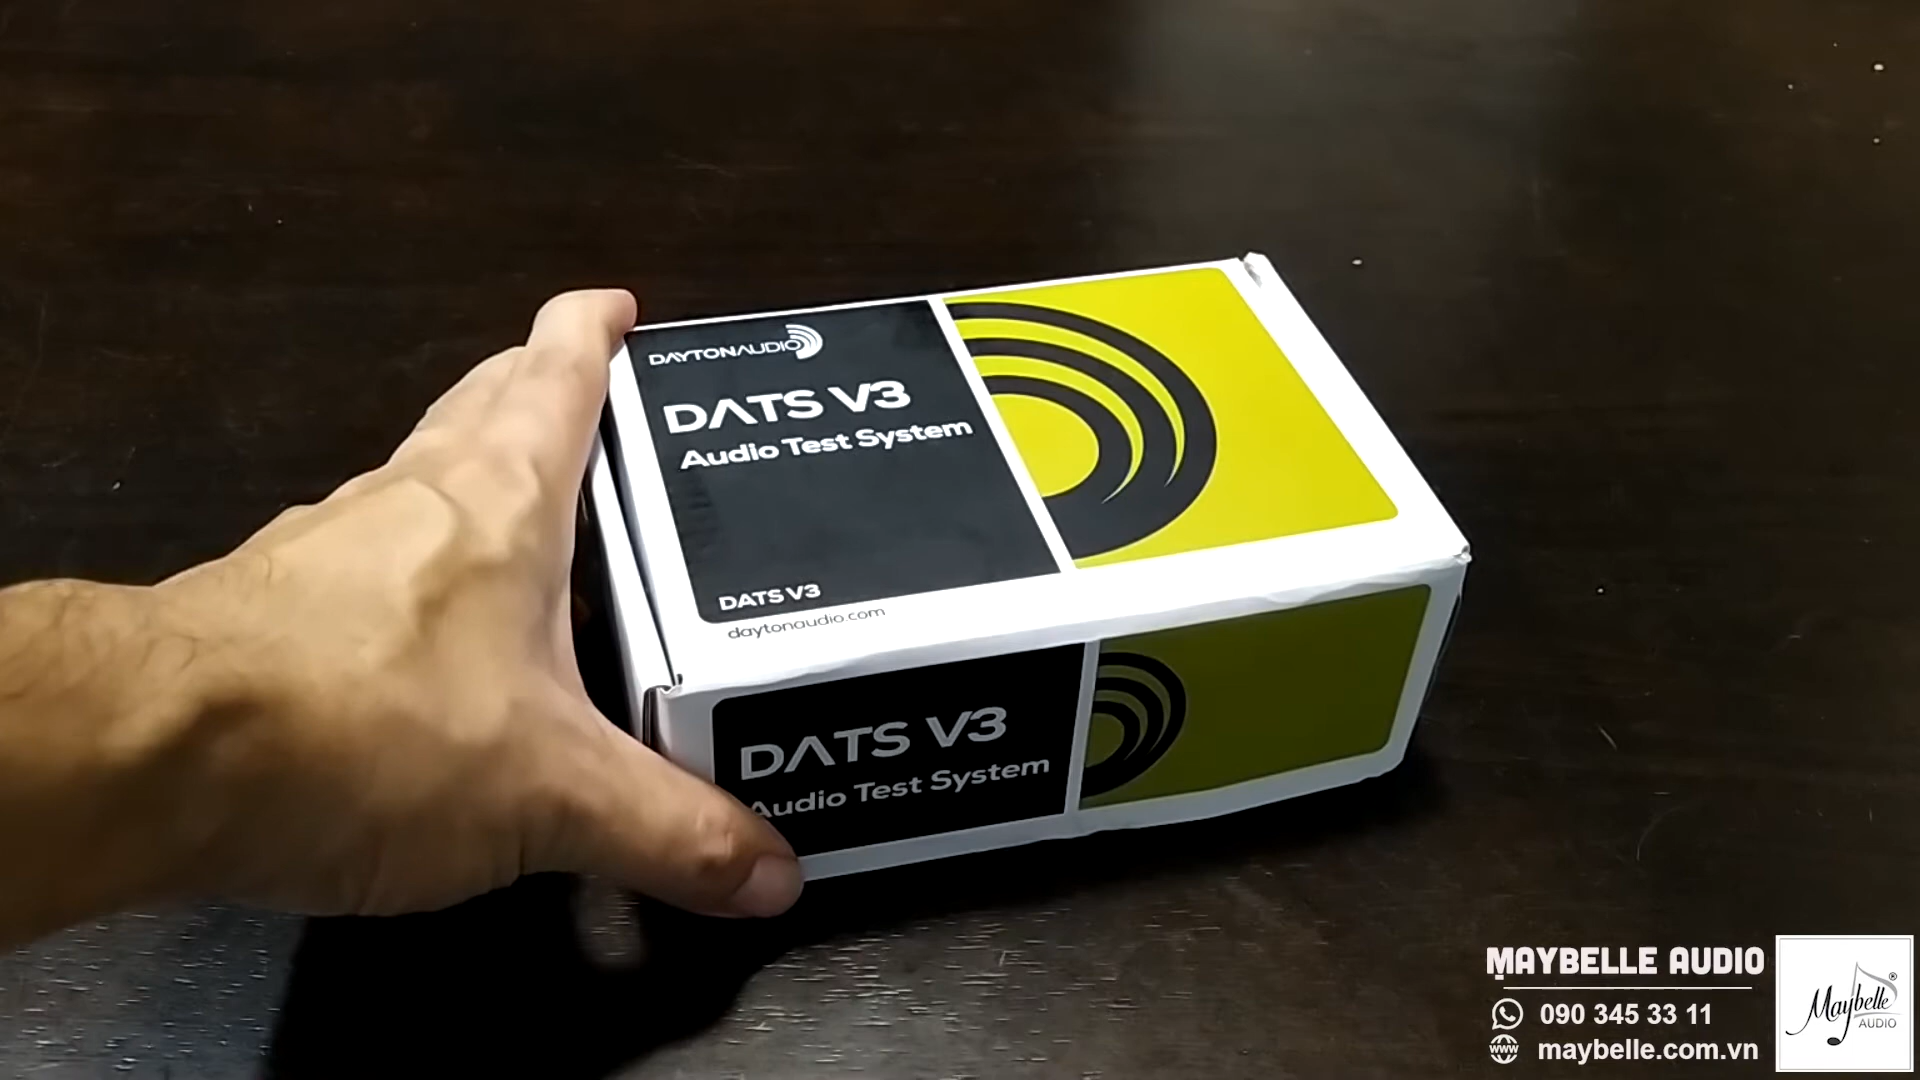 DAYTONAUDIO
DATS V3
Audio Test System
DATS V3
daytonaudio.com
DATS V3
Audio Test System
MAYBELLE AUDIO
090 345 33 11
www
maybelle.com.vn
Maybelle®
AUDIO